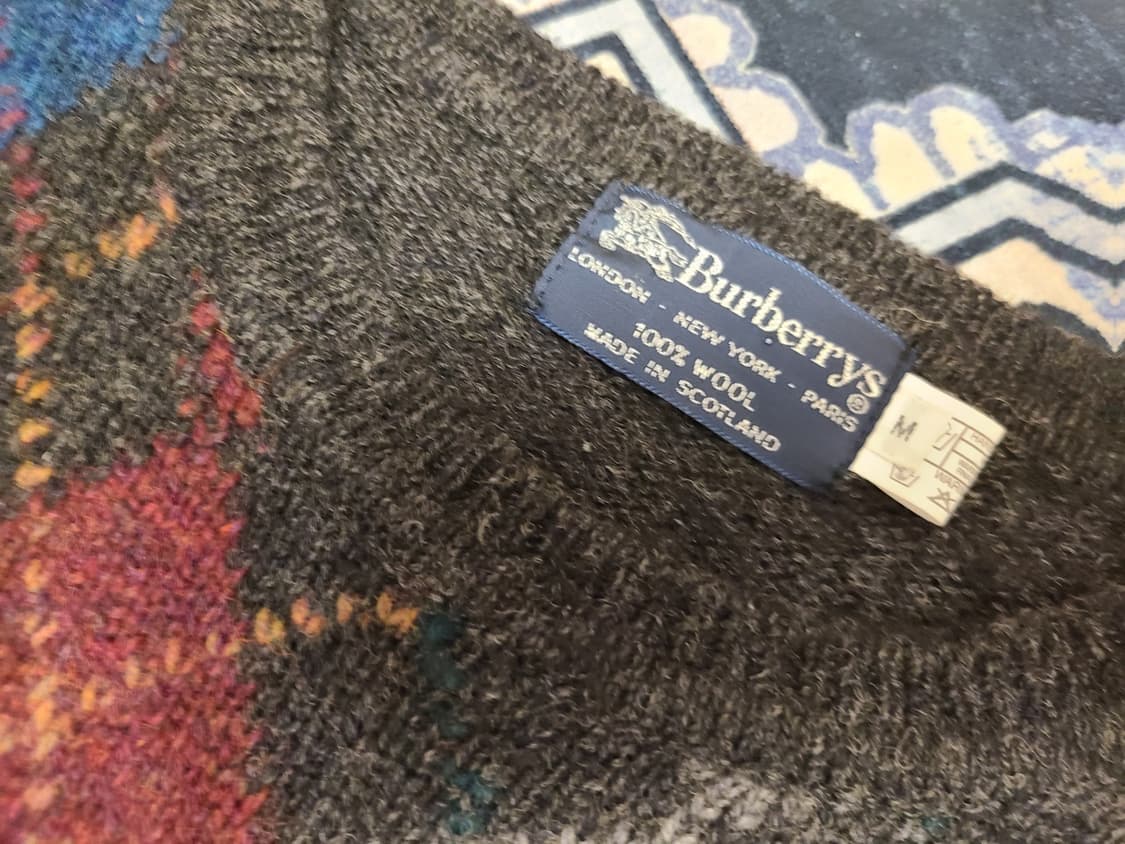 Burberrys®
LONDON - NEW YORK - PARIS
100% WOOL
MADE IN SCOTLAND
M